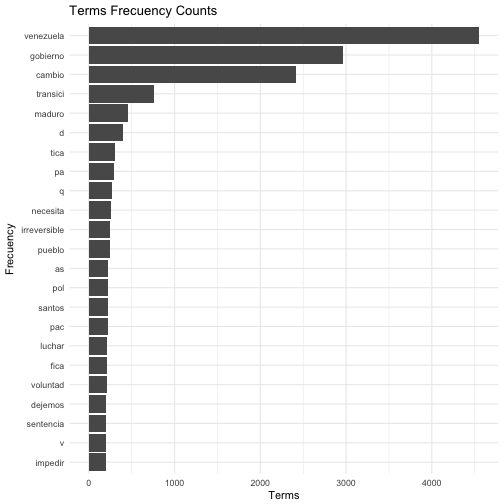 Terms Frecuency Counts
venezuela
gobierno
cambio
transici
maduro
d
tica
pa
q
necesita
irreversible
pueblo
as
pol
santos
pac
luchar
fica
voluntad
dejemos
sentencia
v
impedir
Frecuency
0 1000 2000 3000 4000
Terms